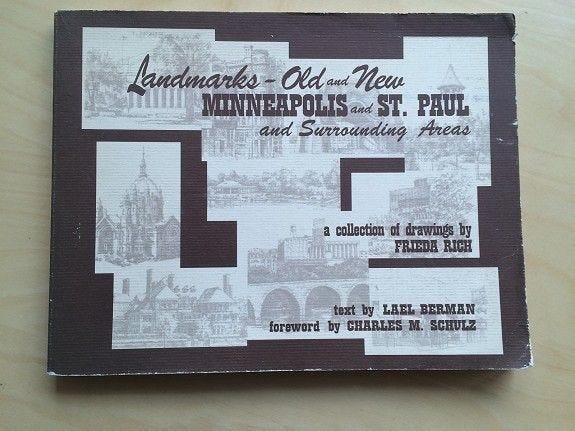 Landmarks - Old and New
MINNEAPOLIS and ST. PAUL
and Surrounding Areas
a collection of drawings by
FRIEDA RICH
text by LAEL BERMAN
foreword by CHARLES M. SCHULZ